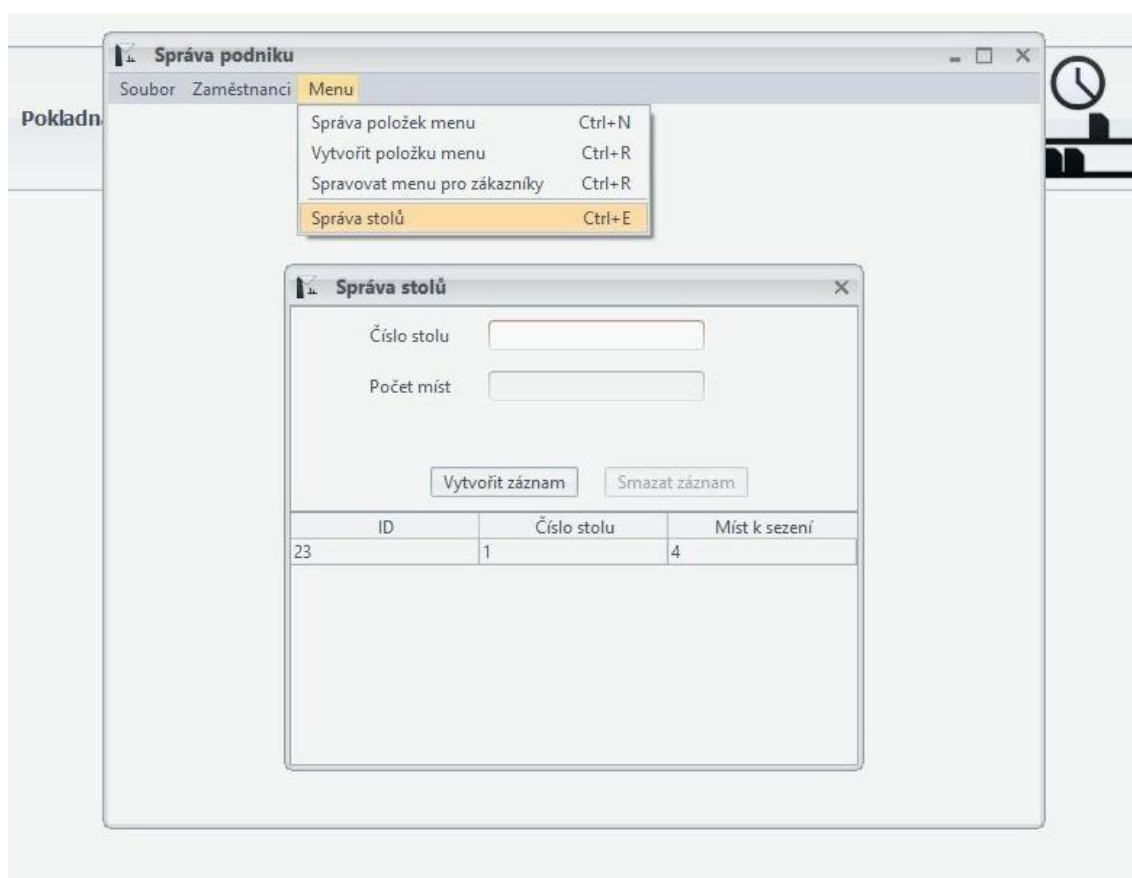 Správa podniku
Soubor Zaměstnanci Menu
Pokladn
Správa položek menu Ctrl+N
Vytvořit položku menu Ctrl+R
Spravovat menu pro zákazníky Ctrl+R
Správa stolů Ctrl+E
Správa stolů
Číslo stolu
Počet míst
Vytvořit záznam Smazat záznam
ID Číslo stolu Míst k sezení
23 1 4